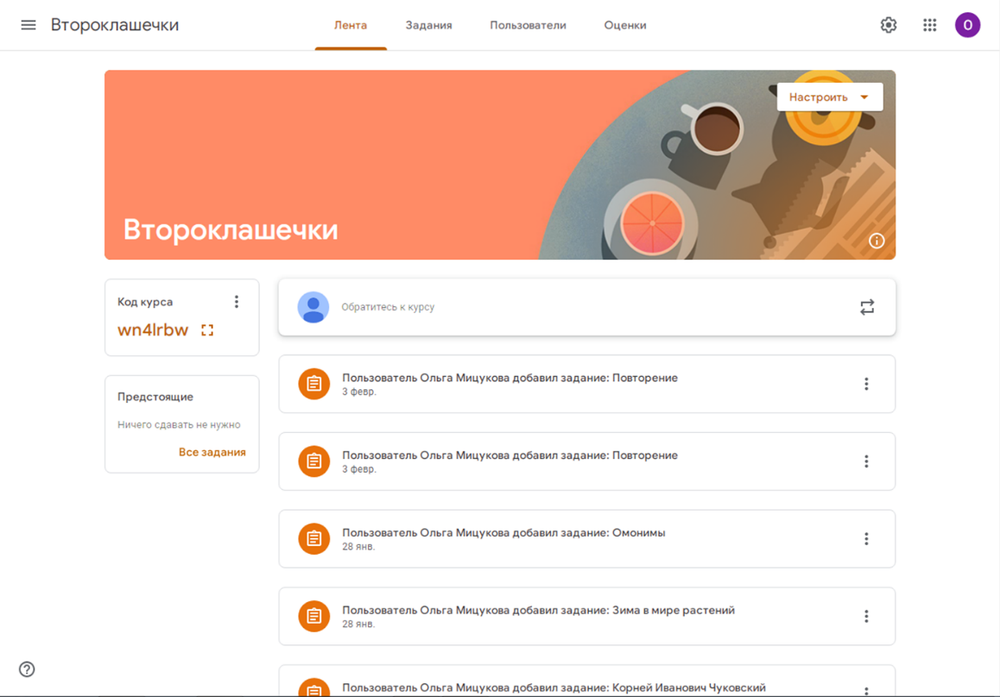 Второклашечки
Лента
Задания
Пользователи
Оценки
О
Настроить
Второклашечки
Код курса
wn4lrbw
Предстоящие
Ничего сдавать не нужно
Все задания
Обратитесь к курсу
Пользователь Ольга Мицукова добавил задание: Повторение
3 февр.
Пользователь Ольга Мицукова добавил задание: Повторение
3 февр.
Пользователь Ольга Мицукова добавил задание: Омонимы
28 янв.
Пользователь Ольга Мицукова добавил задание: Зима в мире растений
28 янв.
Пользователь Ольга Мицукова добавил задание: Корней Иванович Чуковский